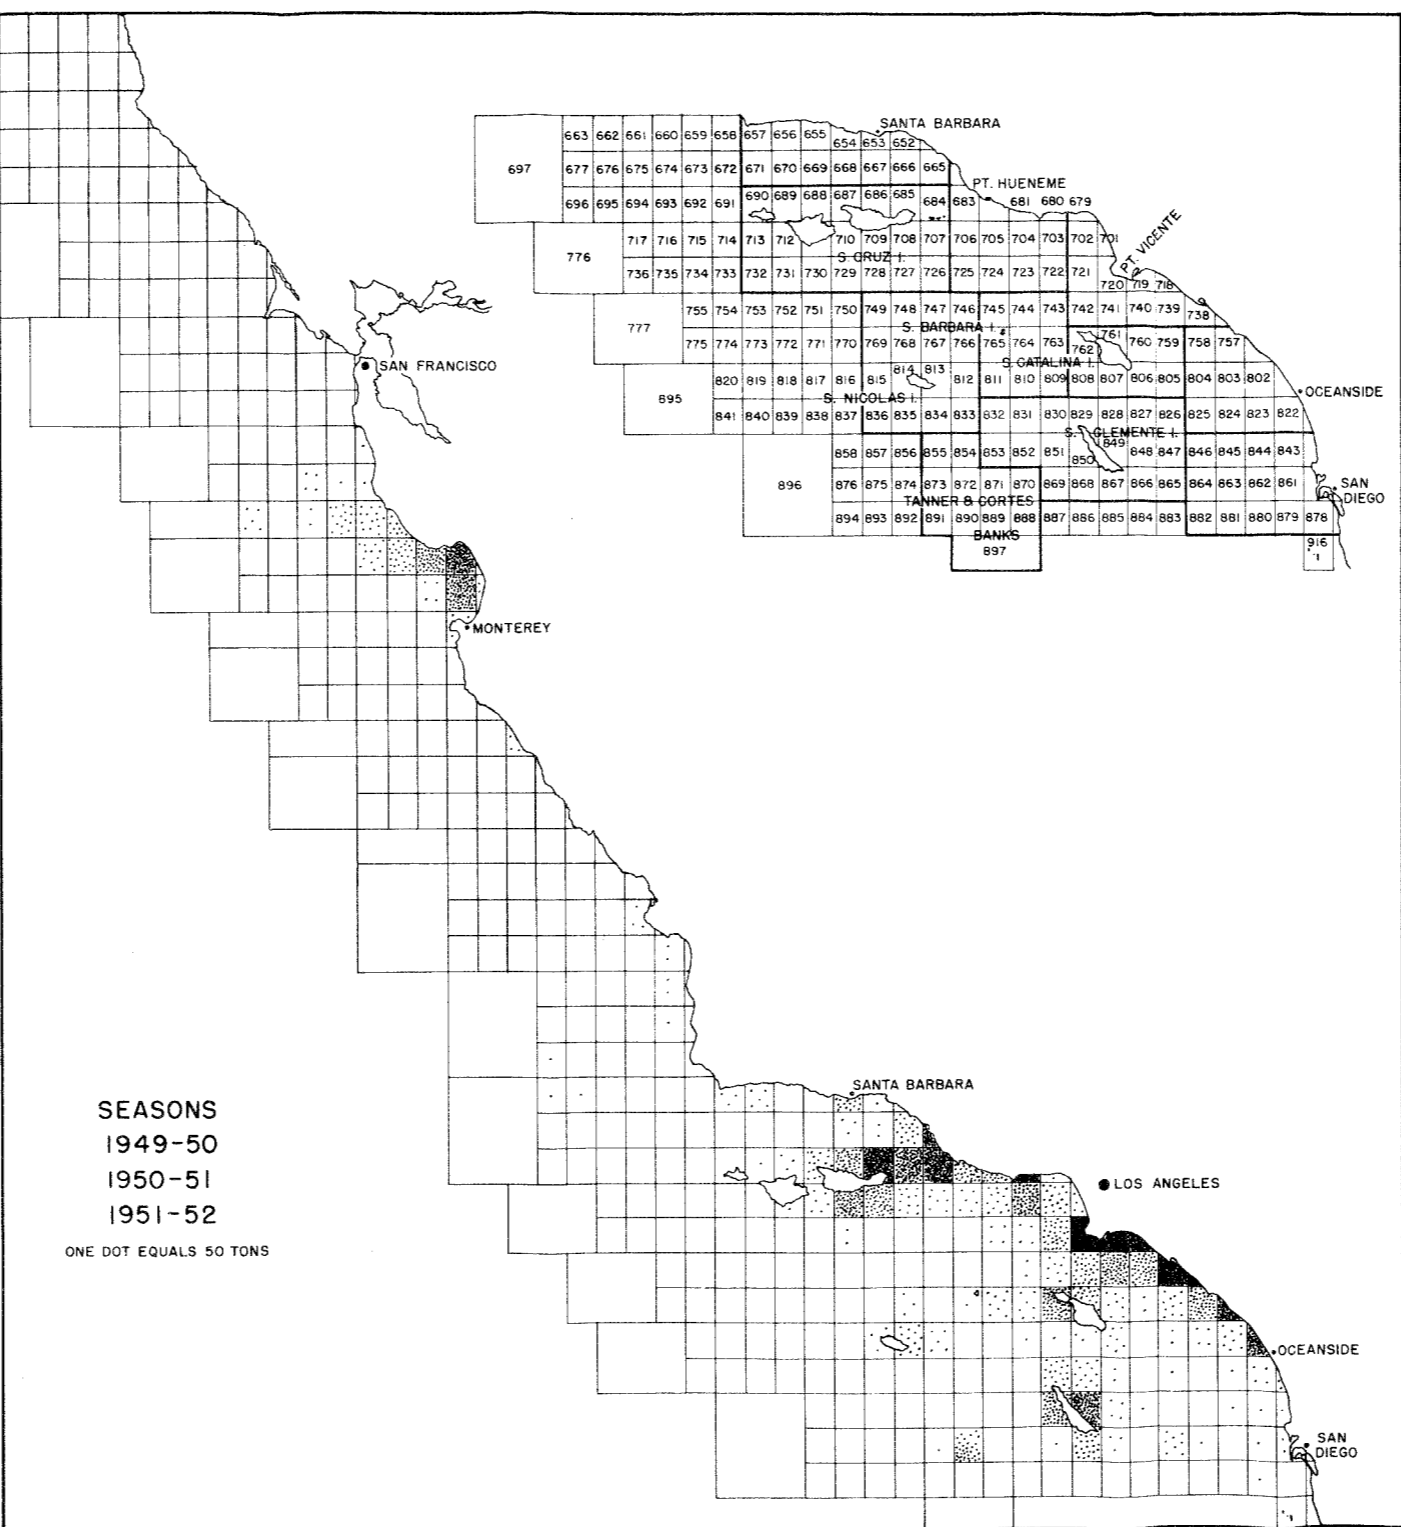 SANTA BARBARA
663 662 661 660 659 658 657 656 655 654 653 652
697 677 676 675 674 673 672 671 670 669 668 667 666 665
PT. HUENEME
696 695 694 693 692 691 690 689 688 687 686 685 684 683 681 680 679
PT. VICENTE
717 716 715 714 713 712 710 709 708 707 706 705 704 703 702 701
776 S. CRUZ I.
736 735 734 733 732 731 730 729 728 727 726 725 724 723 722 721
720 719 718
755 754 753 752 751 750 749 748 747 746 745 744 743 742 741 740 739 738
777 S. BARBARA I.
775 774 773 772 771 770 769 768 767 766 765 764 763 762 761 760 759 758 757
S. CATALINA I.
820 819 818 817 816 815 814 813 812 811 810 809 808 807 806 805 804 803 802
OCEANSIDE
895 S. NICOLAS I.
841 840 839 838 837 836 835 834 833 832 831 830 829 828 827 826 825 824 823 822
S. CLEMENTE I.
858 857 856 855 854 853 852 851 850 849 848 847 846 845 844 843
896 876 875 874 873 872 871 870 869 868 867 866 865 864 863 862 861
SAN
DIEGO
TANNER & CORTES
894 893 892 891 890 889 888 887 886 885 884 883 882 881 880 879 878
BANKS
897
916
SAN FRANCISCO
MONTEREY
SANTA BARBARA
LOS ANGELES
OCEANSIDE
SAN
DIEGO
SEASONS
1949-50
1950-51
1951-52
ONE DOT EQUALS 50 TONS